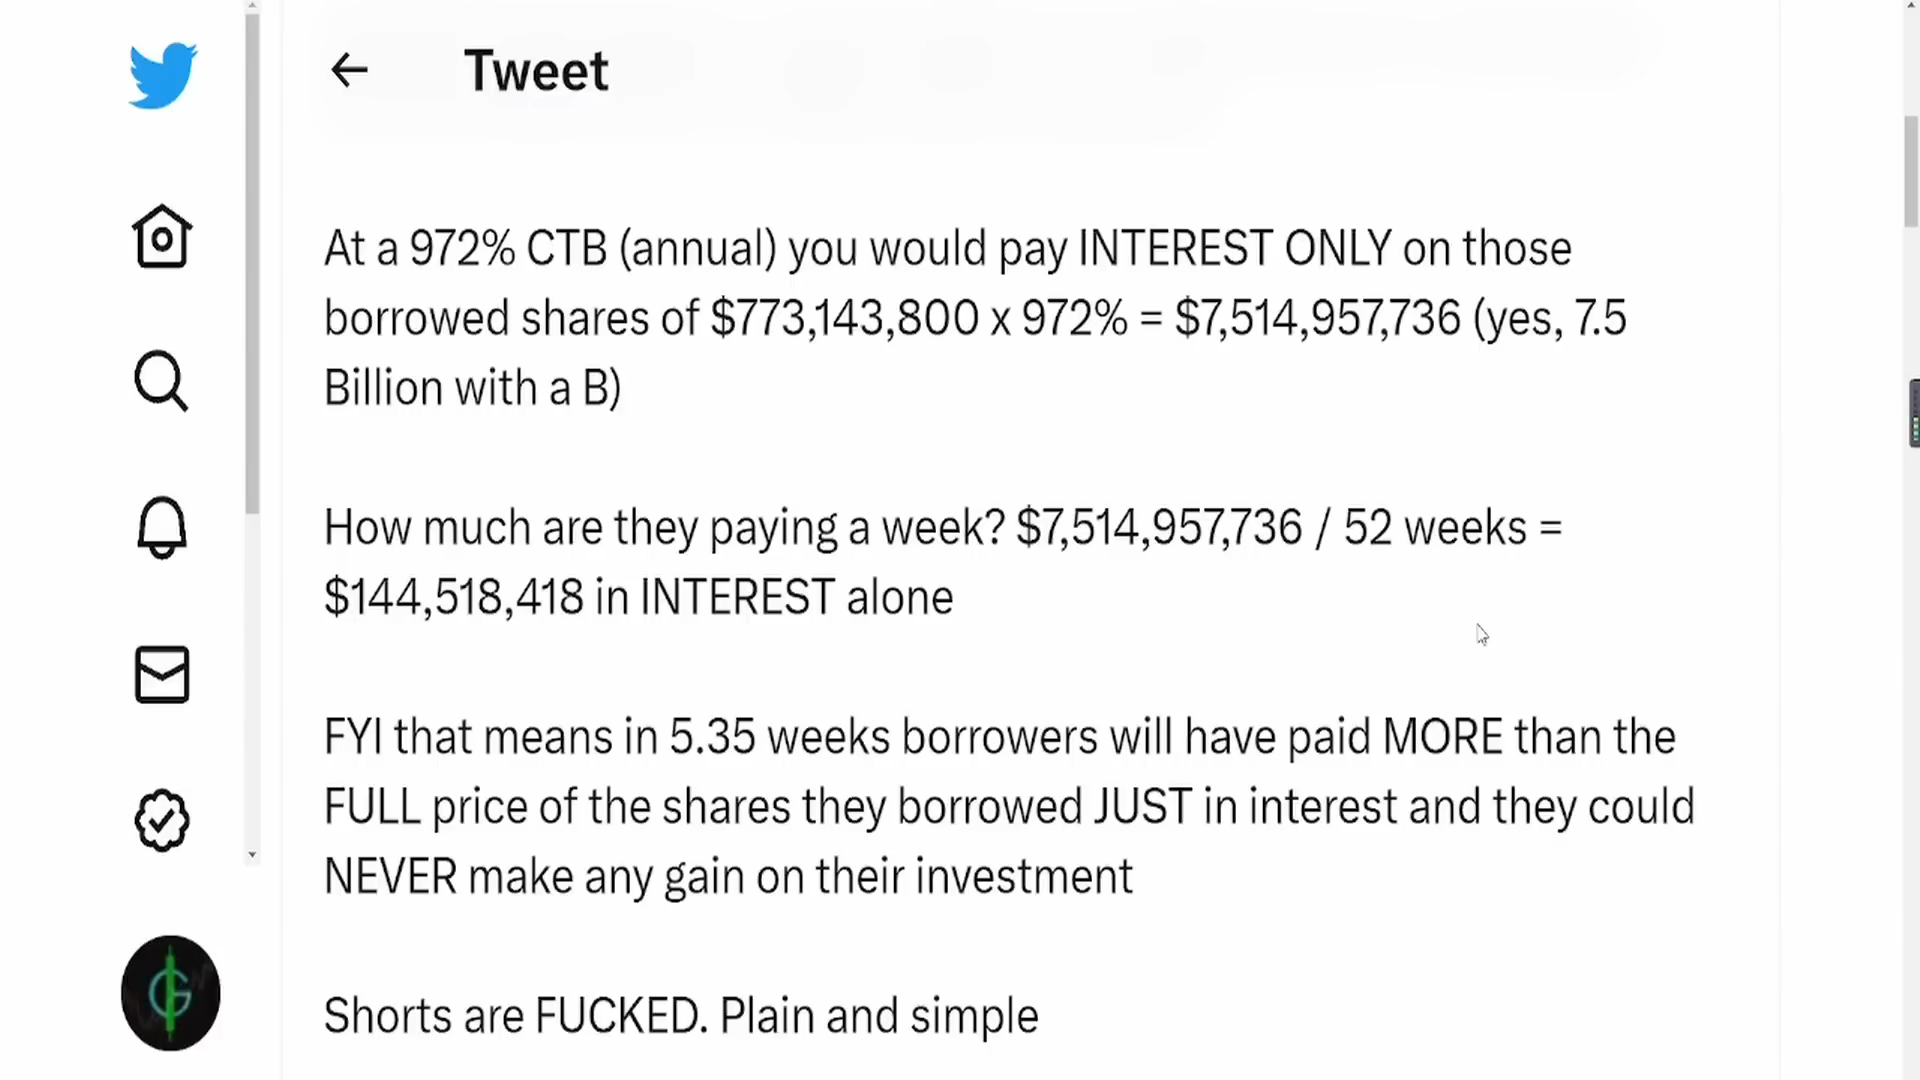 Tweet
At a 972% CTB (annual) you would pay INTEREST ONLY on those
borrowed shares of $773,143,800 x 972% = $7,514,957,736 (yes, 7.5
Billion with a B)
How much are they paying a week? $7,514,957,736 / 52 weeks =
$144,518,418 in INTEREST alone
FYI that means in 5.35 weeks borrowers will have paid MORE than the
FULL price of the shares they borrowed JUST in interest and they could
NEVER make any gain on their investment
Shorts are FUCKED. Plain and simple